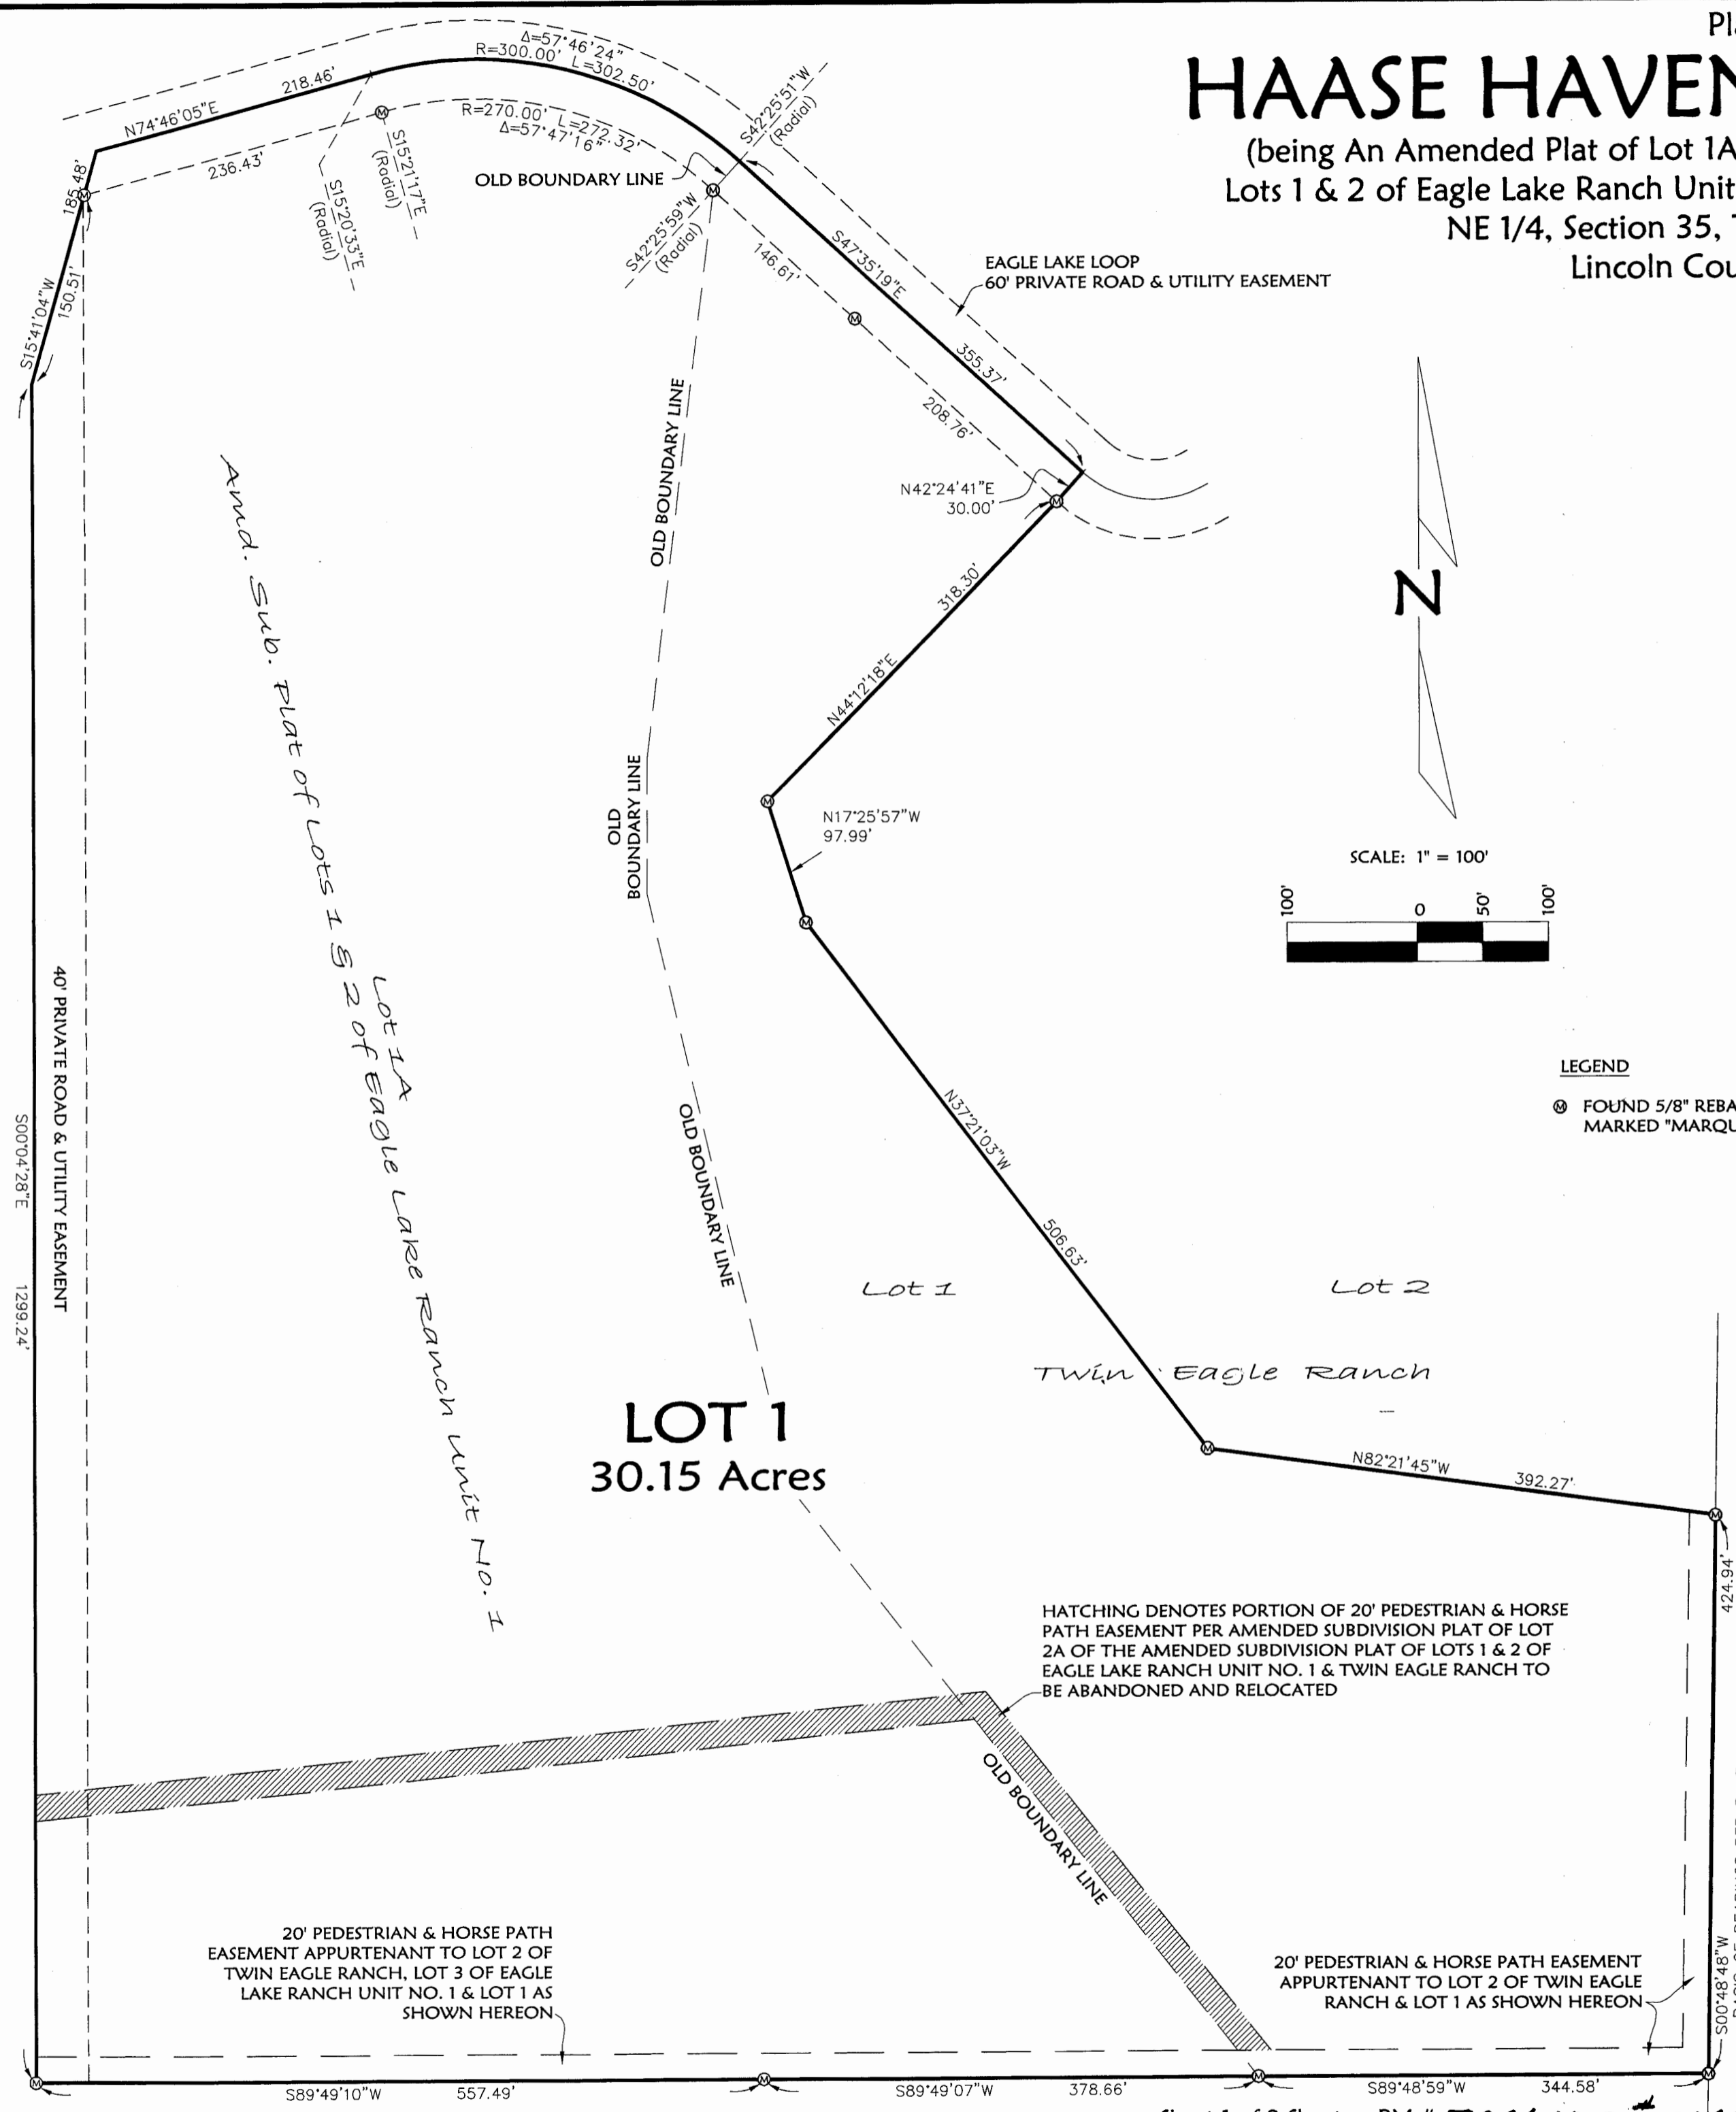 Pla
HAASE HAVEN
(being An Amended Plat of Lot 1A
Lots 1 & 2 of Eagle Lake Ranch Unit
NE 1/4, Section 35,
Lincoln Cou
Δ=57°46'24"
R=300.00' L=302.50'
218.46'
N74°46'05"E
R=270.00' L=272.32'
Δ=57°47'16"
S42°25'51"W
(Radial)
236.43'
185.48'
S15°21'17"E
(Radial)
S15°20'33"E
(Radial)
OLD BOUNDARY LINE
S42°25'59"W
(Radial)
146.61'
S47°35'19"E
EAGLE LAKE LOOP
60' PRIVATE ROAD & UTILITY EASEMENT
150.51'
S15°41'04"W
355.37'
208.76'
N42°24'41"E
30.00'
OLD BOUNDARY LINE
318.30'
N44°12'18"E
N
Amd. Sub. Plat of Lots 1 & 2 of Eagle Lake Ranch Unit No. 1
Lot 1A
OLD
BOUNDARY LINE
N17°25'57"W
97.99'
SCALE: 1" = 100'
100'
0
50'
100'
40' PRIVATE ROAD & UTILITY EASEMENT
S00°04'28"E 1299.24'
LEGEND
M FOUND 5/8" REBA
MARKED "MARQU
OLD BOUNDARY LINE
N37°21'03"W
506.63'
Lot 1
Lot 2
Twin Eagle Ranch
LOT 1
30.15 Acres
N82°21'45"W 392.27'
424.94'
HATCHING DENOTES PORTION OF 20' PEDESTRIAN & HORSE
PATH EASEMENT PER AMENDED SUBDIVISION PLAT OF LOT
2A OF THE AMENDED SUBDIVISION PLAT OF LOTS 1 & 2 OF
EAGLE LAKE RANCH UNIT NO. 1 & TWIN EAGLE RANCH TO
BE ABANDONED AND RELOCATED
OLD BOUNDARY LINE
20' PEDESTRIAN & HORSE PATH
EASEMENT APPURTENANT TO LOT 2 OF
TWIN EAGLE RANCH, LOT 3 OF EAGLE
LAKE RANCH UNIT NO. 1 & LOT 1 AS
SHOWN HEREON
20' PEDESTRIAN & HORSE PATH EASEMENT
APPURTENANT TO LOT 2 OF TWIN EAGLE
RANCH & LOT 1 AS SHOWN HEREON
S00°48'48"W
S89°49'10"W 557.49'
S89°49'07"W 378.66'
S89°48'59"W 344.58'